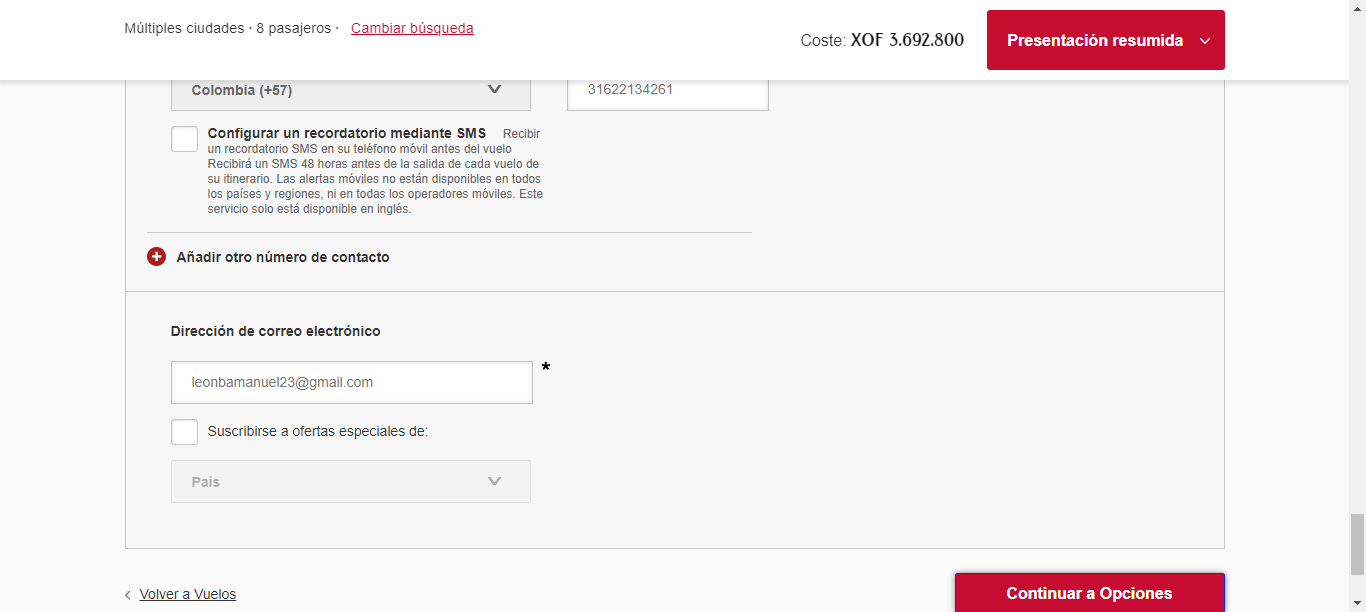 Múltiples ciudades · 8 pasajeros · Cambiar búsqueda
Coste: XOF 3.692.800
Presentación resumida
Colombia (+57)
31622134261
Configurar un recordatorio mediante SMS Recibir
un recordatorio SMS en su teléfono móvil antes del vuelo
Recibirá un SMS 48 horas antes de la salida de cada vuelo de
su itinerario. Las alertas móviles no están disponibles en todos
los países y regiones, ni en todas los operadores móviles. Este
servicio solo está disponible en inglés.
Añadir otro número de contacto
Dirección de correo electrónico
leonbamanuel23@gmail.com
*
Suscribirse a ofertas especiales de:
Pais
Volver a Vuelos
Continuar a Opciones